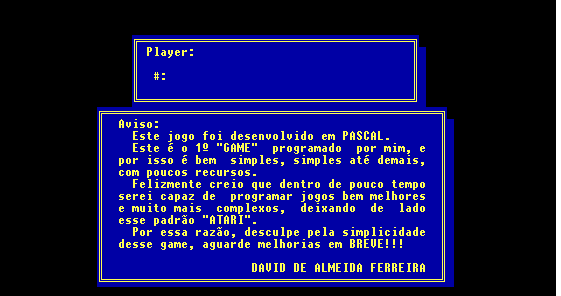 Player:
#:
Aviso:
Este jogo foi desenvolvido em PASCAL.
Este é o 1º "GAME" programado por mim, e
por isso é bem simples, simples até demais,
com poucos recursos.
Felizmente creio que dentro de pouco tempo
serei capaz de programar jogos bem melhores
e muito mais complexos, deixando de lado
esse padrão "ATARI".
Por essa razão, desculpe pela simplicidade
desse game, aguarde melhorias em BREVE!!!
DAVID DE ALMEIDA FERREIRA